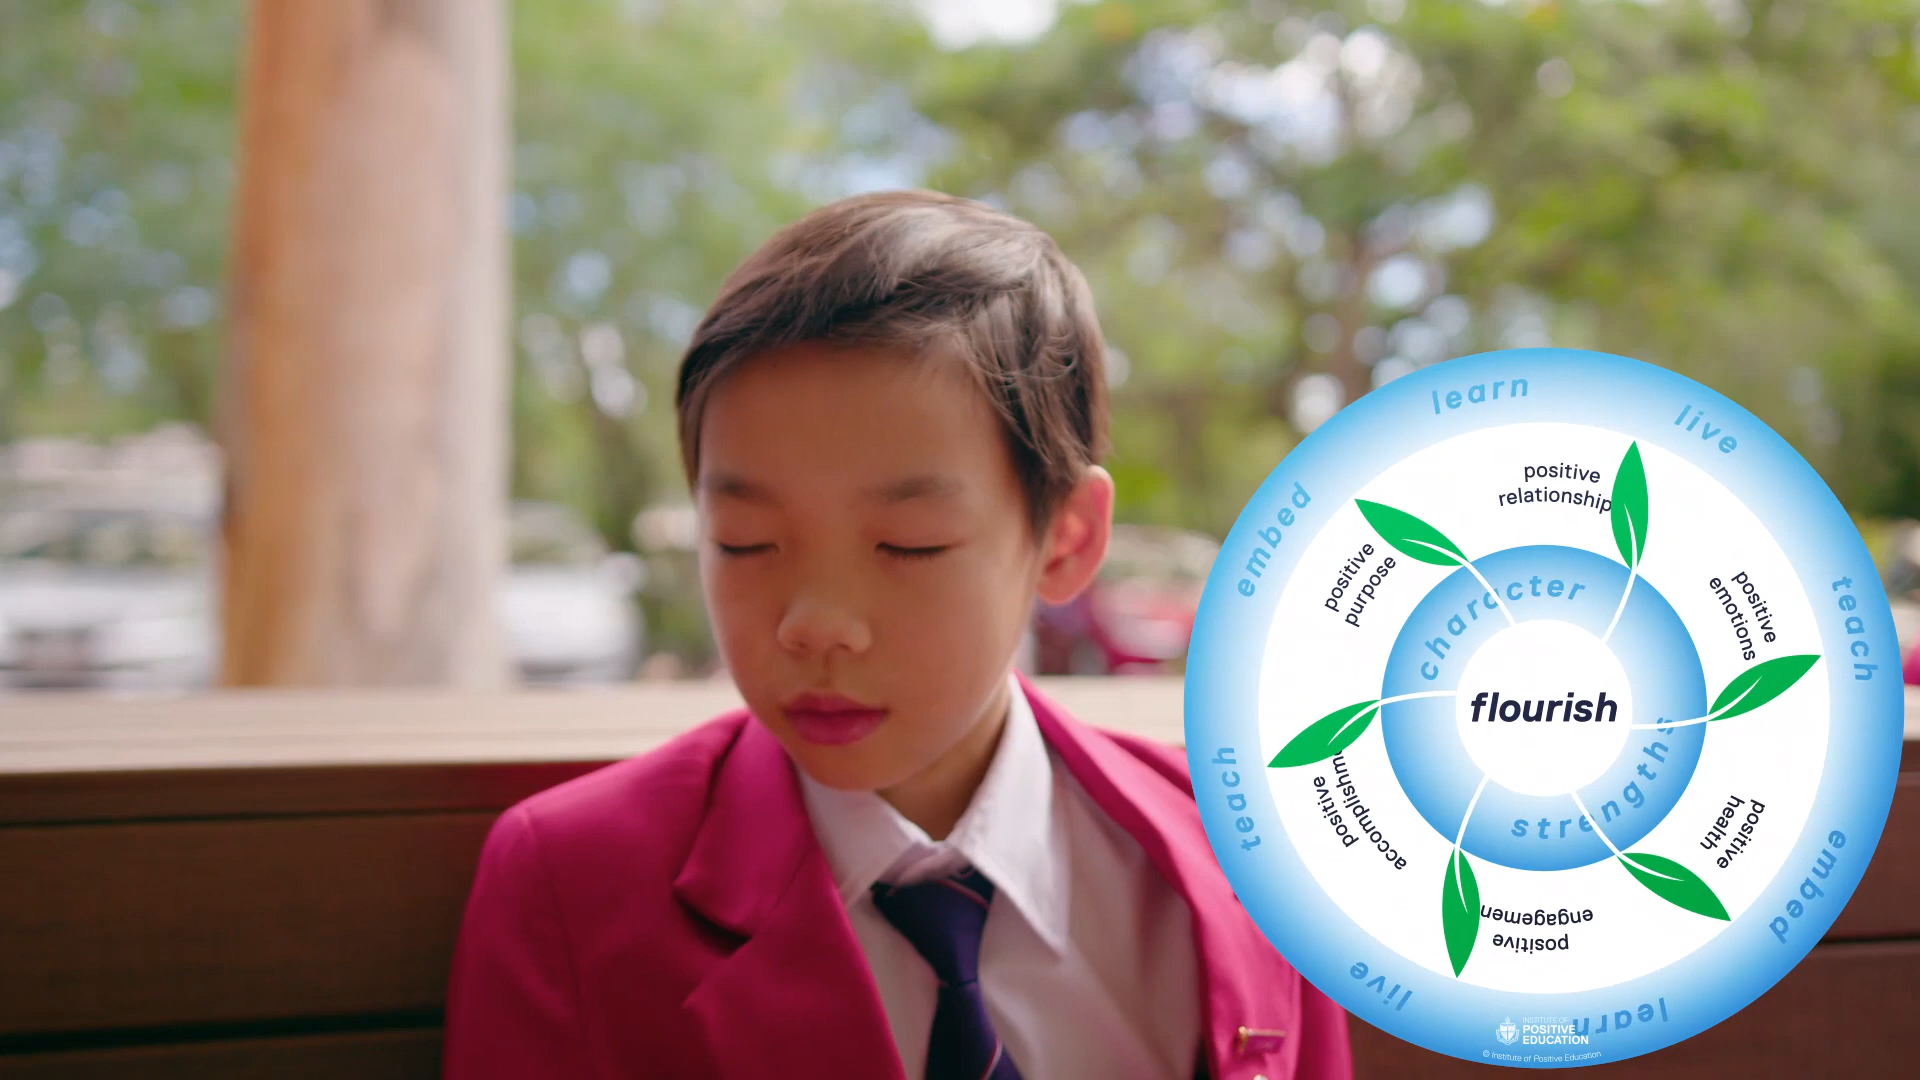 learn
live
teach
embed
learn
live
teach
embed
positive
relationship
positive
emotions
positive
health
positive
engagemen
positive
accomplishm
positive
purpose
character
strengths
flourish
INSTITUTE OF
POSITIVE
EDUCATION
© Institute of Positive Education